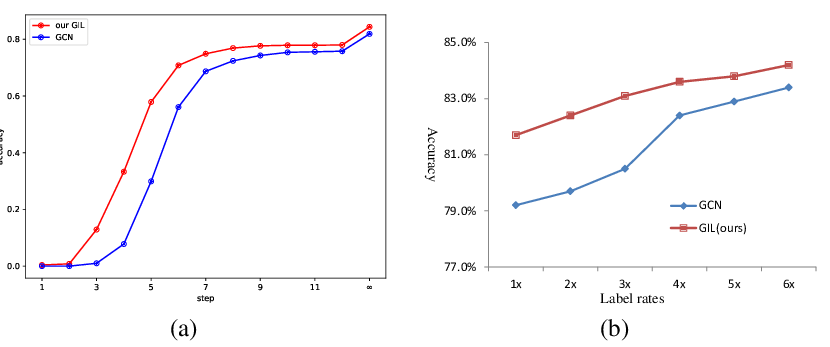 our GIL
GCN
0.8
0.6
0.4
0.2
0.0
accuracy
1
3
5
7
9
11
∞
step
(a)
85.0%
83.0%
81.0%
79.0%
77.0%
Accuracy
GCN
GIL(ours)
1x
2x
3x
4x
5x
6x
Label rates
(b)